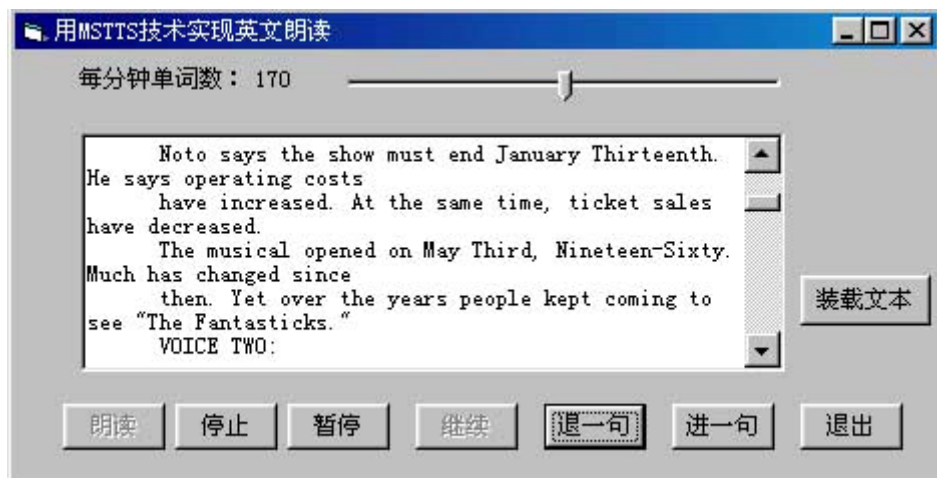 用MSTTS技术实现英文朗读
每分钟单词数：170
Noto says the show must end January Thirteenth.
He says operating costs
have increased. At the same time, ticket sales
have decreased.
The musical opened on May Third, Nineteen-Sixty.
Much has changed since
then. Yet over the years people kept coming to
see "The Fantasticks."
VOICE TWO:
装载文本
朗读 停止 暂停 继续 退一句 进一句 退出